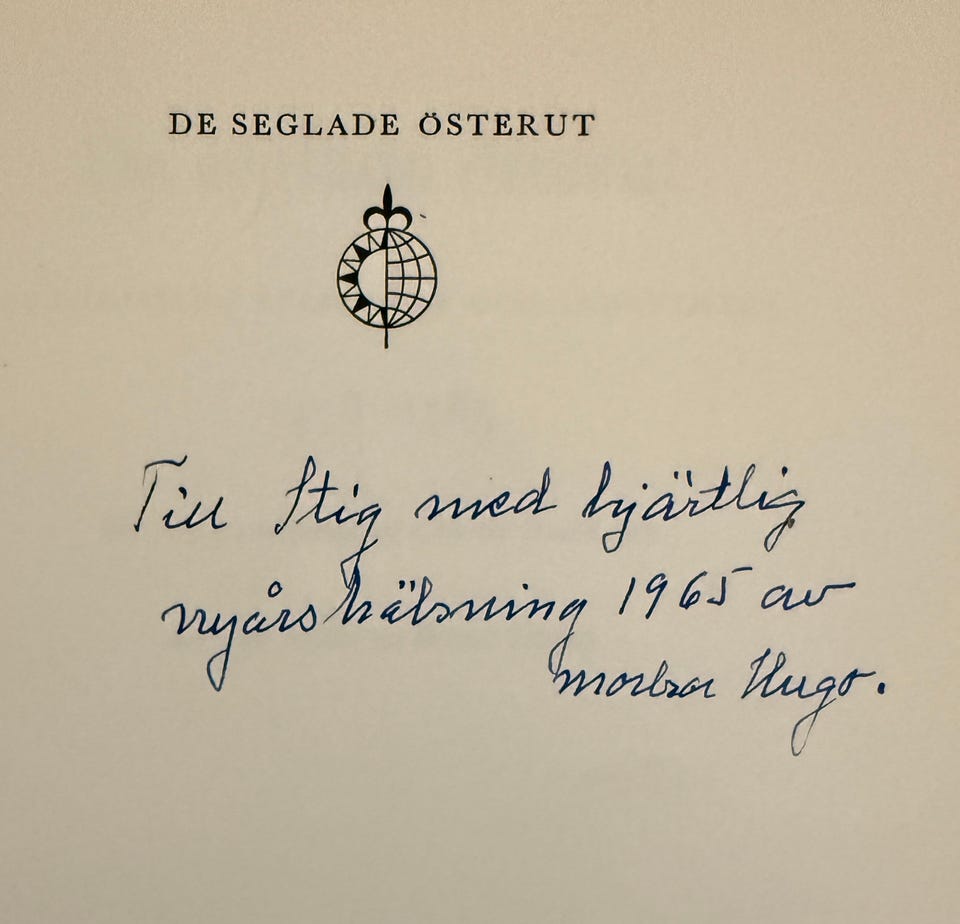 DE SEGLADE ÖSTERUT
Till Stig med hjärtlig
nyårshälsning 1965 av
morbror Hugo.